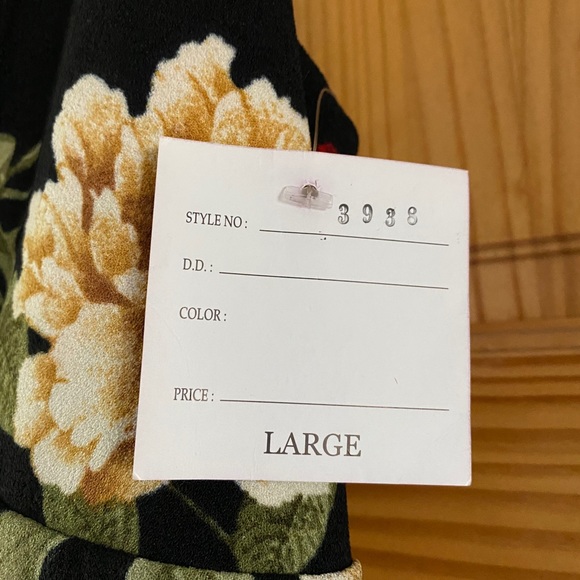 STYLE NO : 3938
D.D. :
COLOR :
PRICE :
LARGE